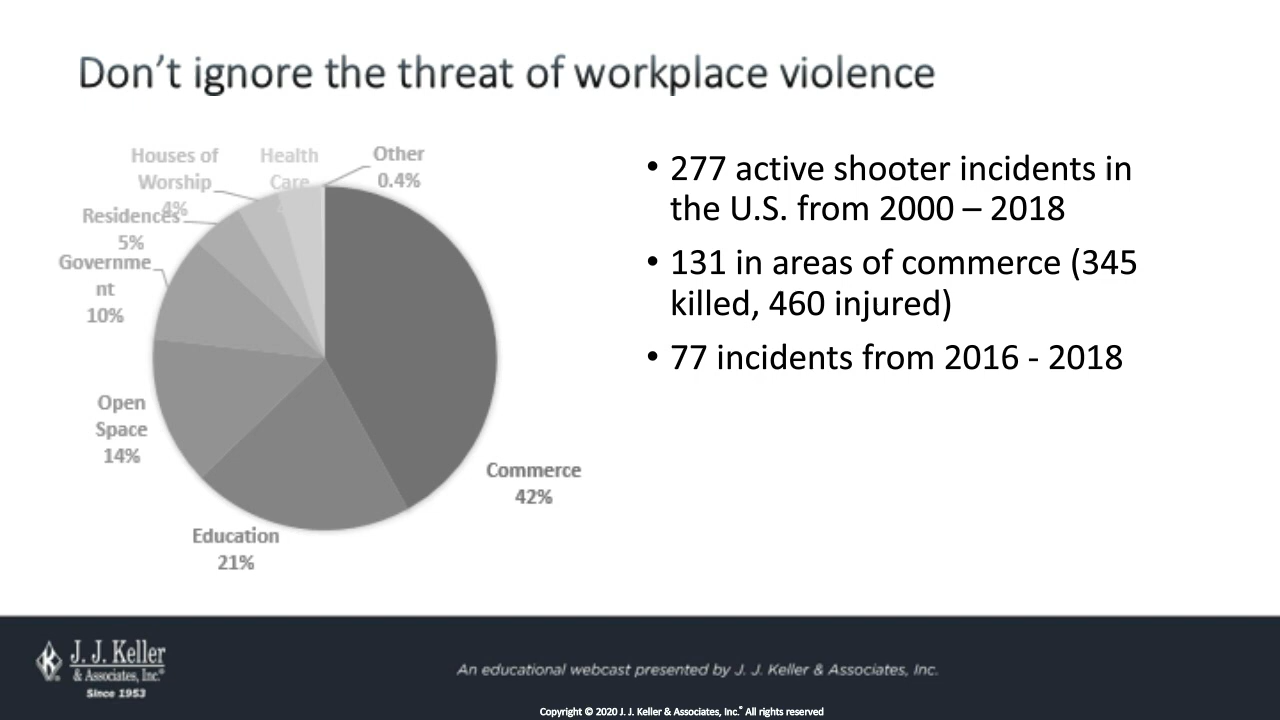 Don't ignore the threat of workplace violence
Houses of
Worship
4%
Health
Care
Other
0.4%
Residences
5%
Governme
nt
10%
Open
Space
14%
Education
21%
Commerce
42%
• 277 active shooter incidents in
the U.S. from 2000 – 2018
• 131 in areas of commerce (345
killed, 460 injured)
• 77 incidents from 2016 - 2018
J. J. Keller
& Associates, Inc.®
Since 1953
An educational webcast presented by J. J. Keller & Associates, Inc.
Copyright © 2020 J. J. Keller & Associates, Inc.® All rights reserved